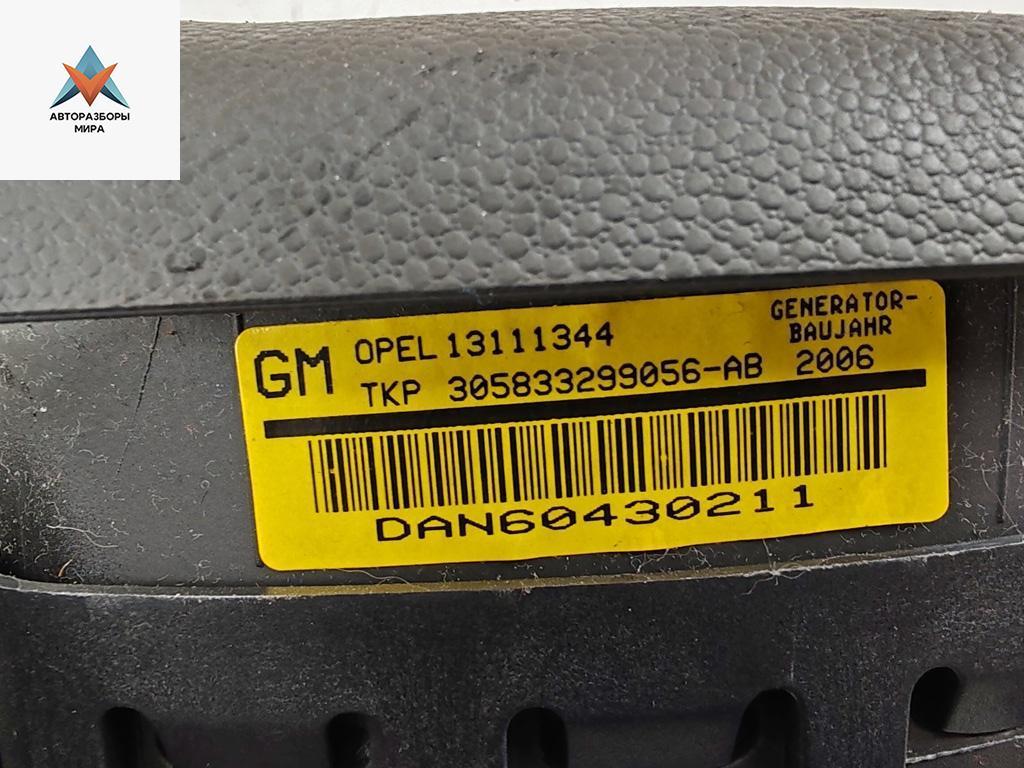 АВТОРАЗБОРЫ
МИРА
GM
OPEL 13111344
GENERATOR-
BAUJAHR
TKP 305833299056-AB 2006
DAN60430211